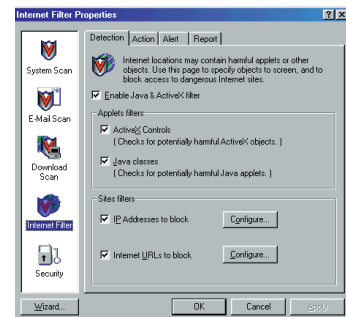 Internet Filter Properties
Detection Action Alert Report
System Scan
E-Mail Scan
Download Scan
Internet Filter
Security
Internet locations may contain harmful applets or other
objects. Use this page to specify objects to screen, and to
block access to dangerous Internet sites.
Enable Java & ActiveX filter
Applets filters
ActiveX Controls
( Checks for potentially harmful ActiveX objects. )
Java classes
( Checks for potentially harmful Java applets. )
Sites filters
IP Addresses to block
Configure...
Internet URLs to block
Configure...
Wizard...
OK
Cancel
Apply